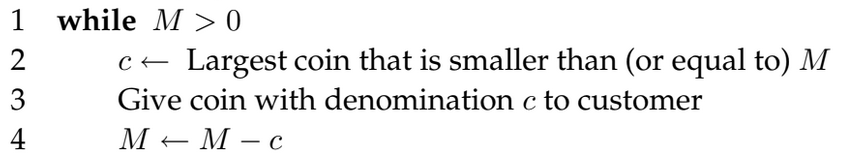 1 while M > 0
2 c ← Largest coin that is smaller than (or equal to) M
3 Give coin with denomination c to customer
4 M ← M − c